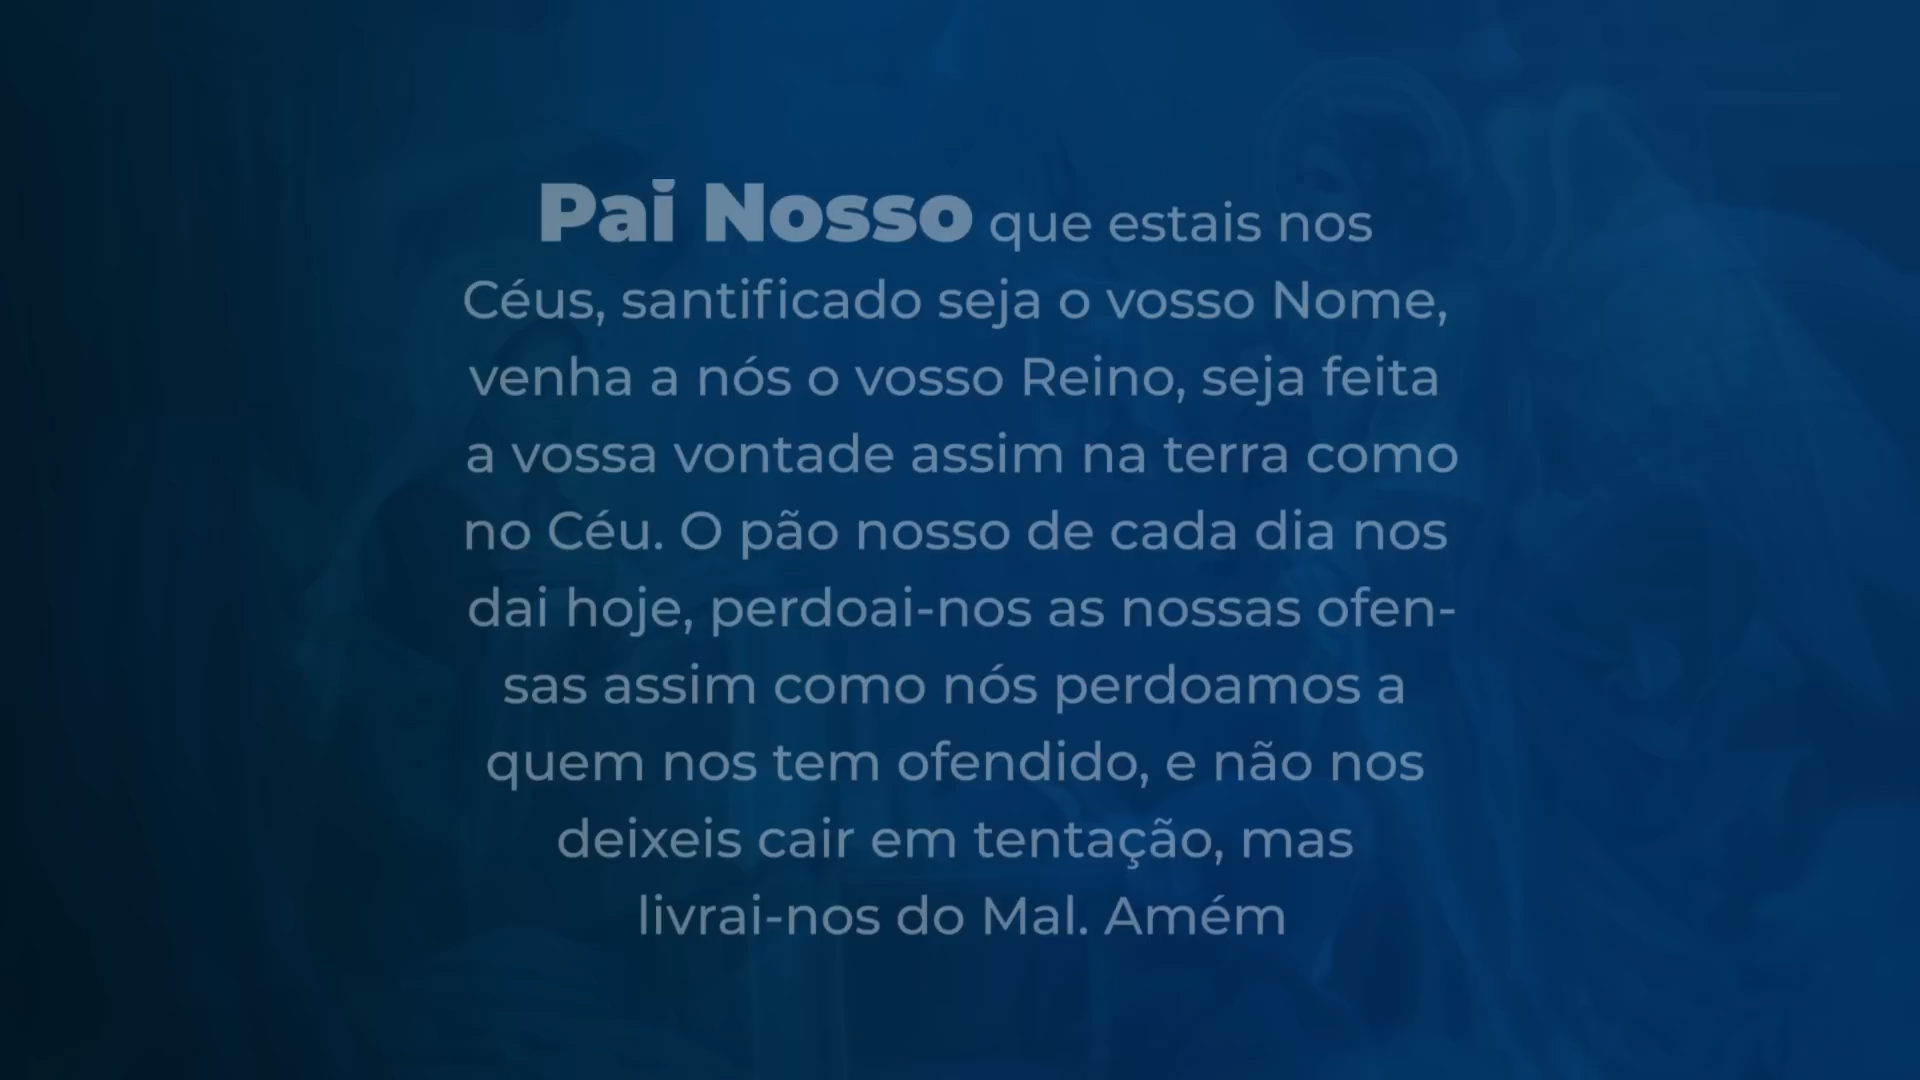 Pai Nosso que estais nos
Céus, santificado seja o vosso Nome,
venha a nós o vosso Reino, seja feita
a vossa vontade assim na terra como
no Céu. O pão nosso de cada dia nos
dai hoje, perdoai-nos as nossas ofen-
sas assim como nós perdoamos a
quem nos tem ofendido, e não nos
deixeis cair em tentação, mas
livrai-nos do Mal. Amém